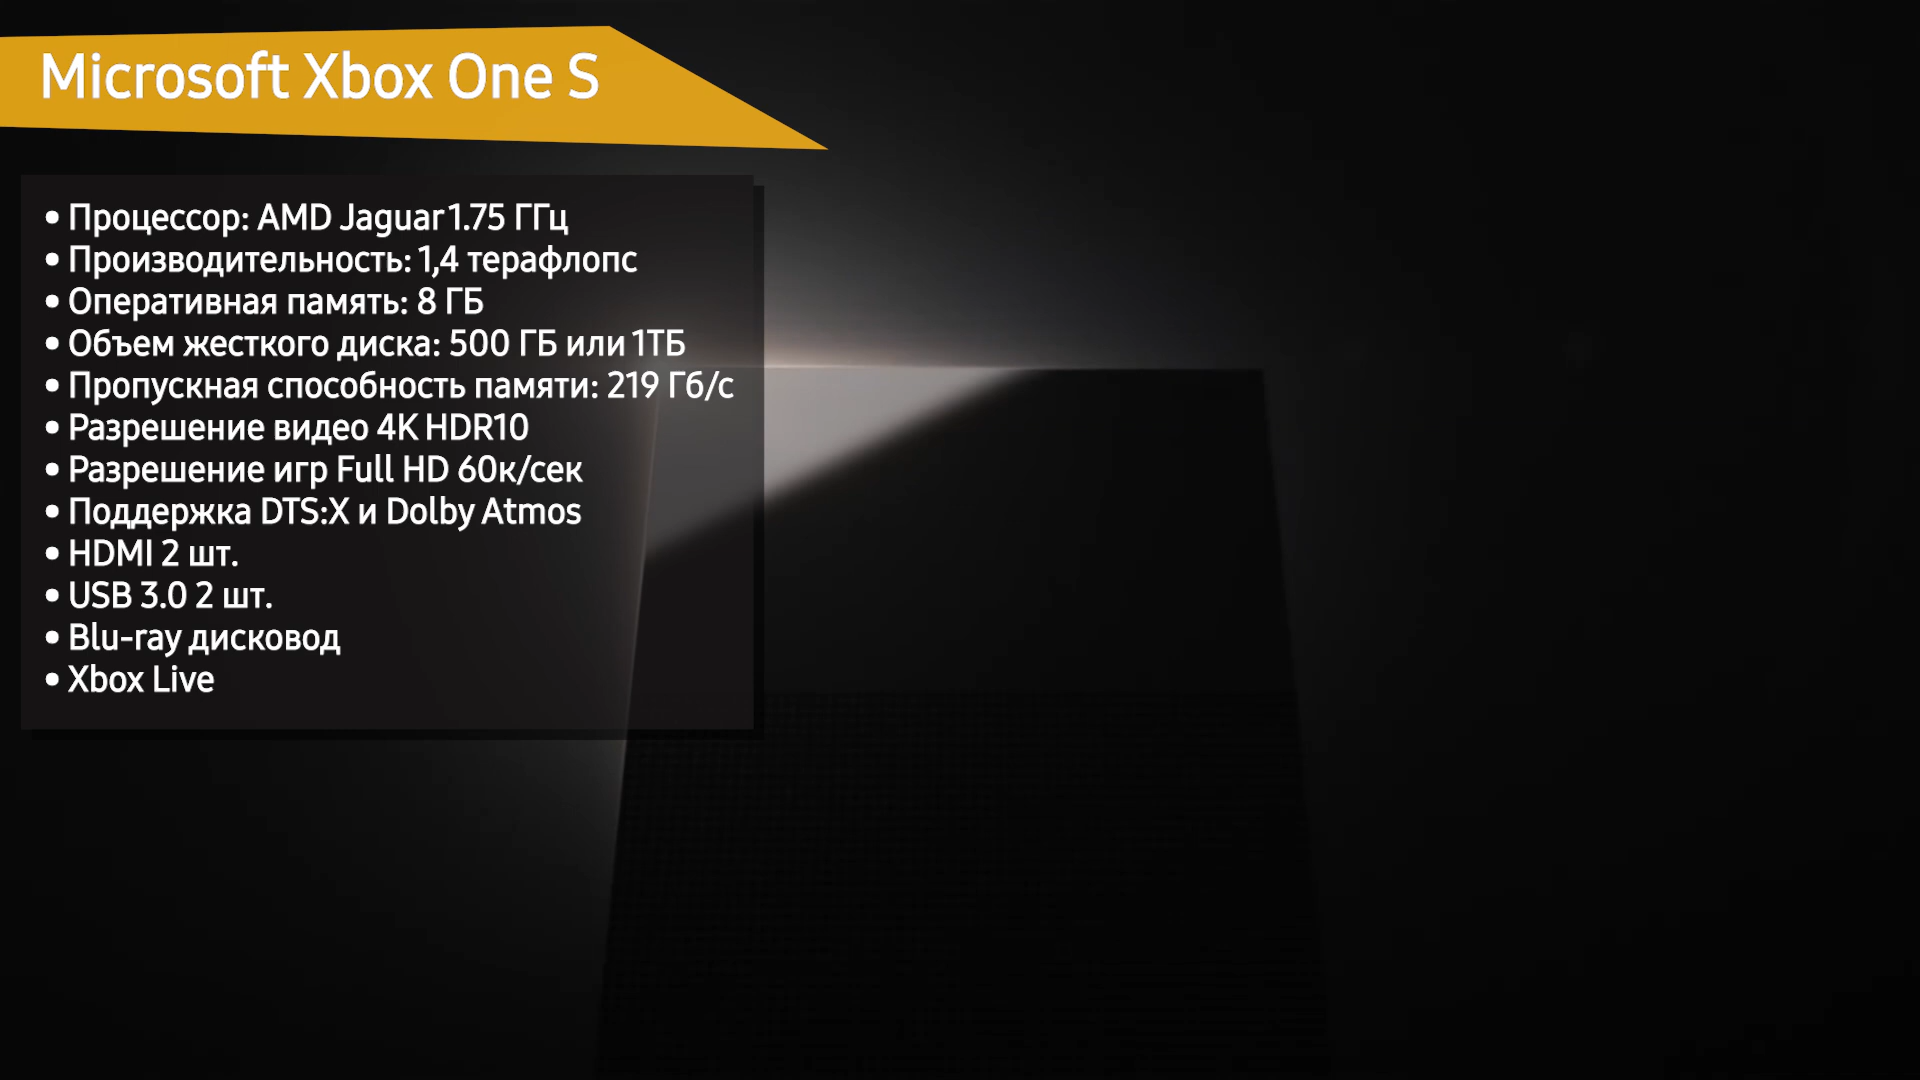 Microsoft Xbox One S
• Процессор: AMD Jaguar 1.75 ГГц
• Производительность: 1,4 терафлопс
• Оперативная память: 8 ГБ
• Объем жесткого диска: 500 ГБ или 1ТБ
• Пропускная способность памяти: 219 Гб/с
• Разрешение видео 4K HDR10
• Разрешение игр Full HD 60к/сек
• Поддержка DTS:X и Dolby Atmos
• HDMI 2 шт.
• USB 3.0 2 шт.
• Blu-ray дисковод
• Xbox Live